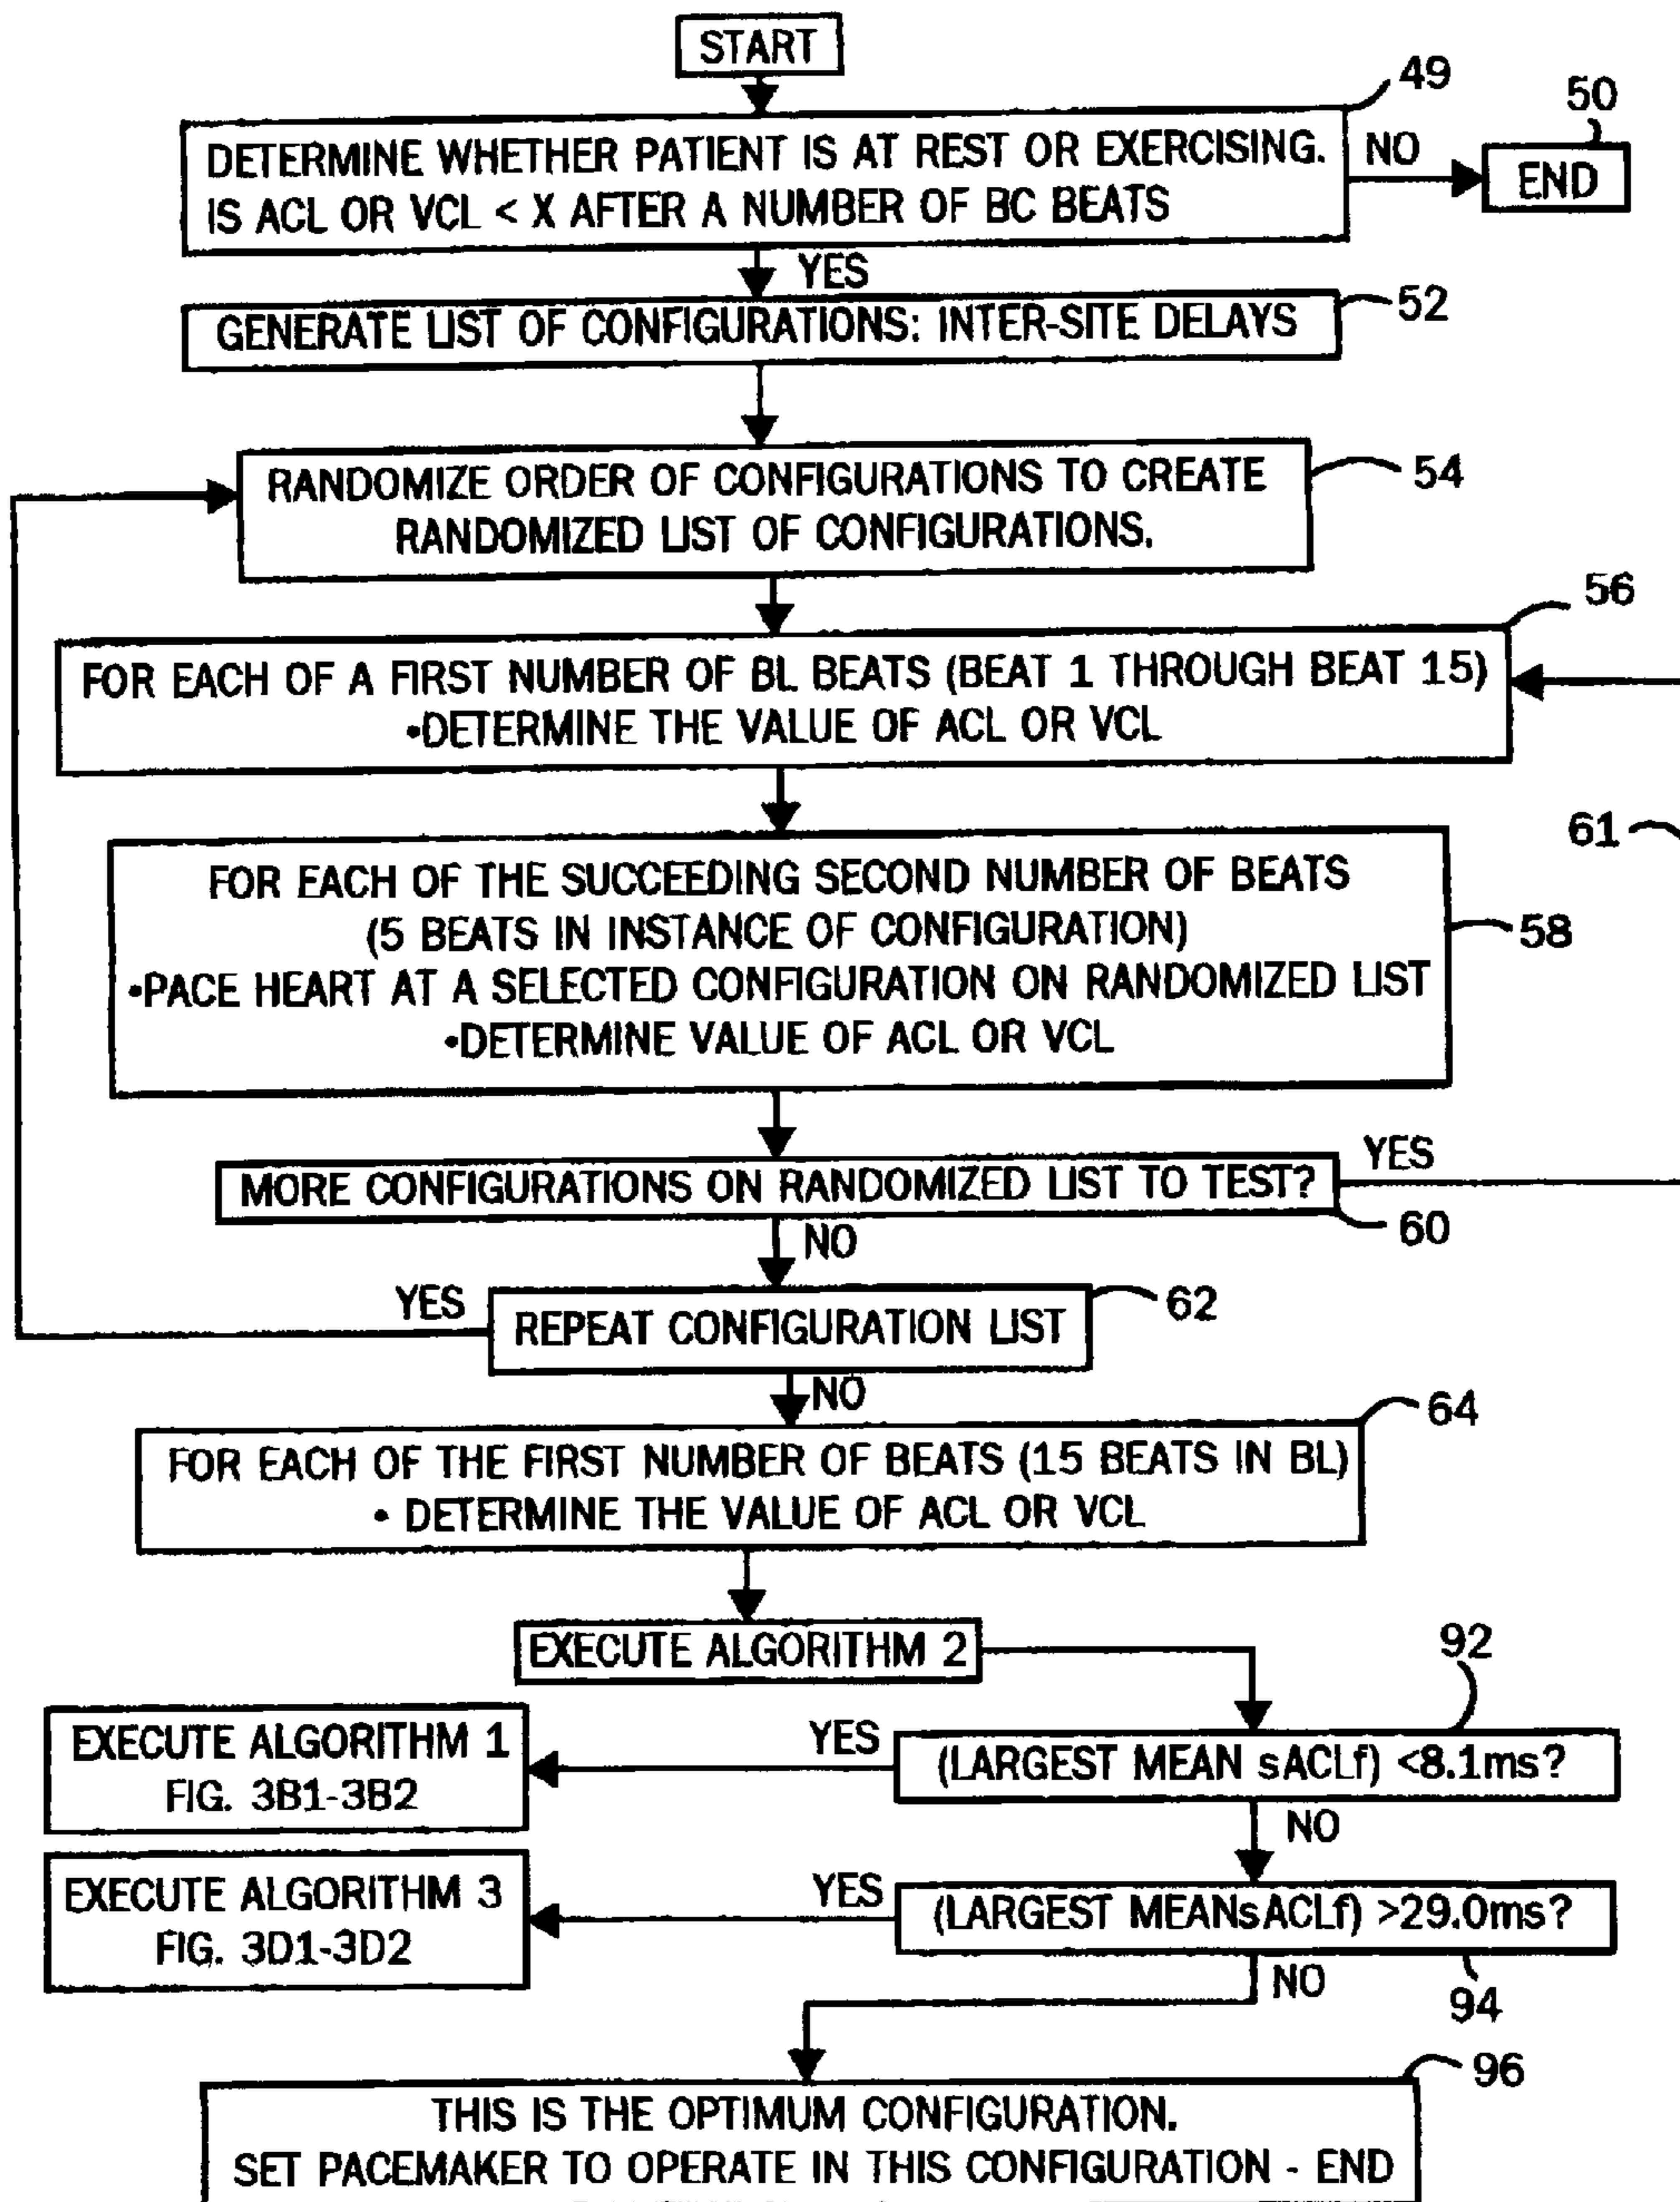 START
49
50
DETERMINE WHETHER PATIENT IS AT REST OR EXERCISING.
IS ACL OR VCL < X AFTER A NUMBER OF BC BEATS
NO
END
YES
GENERATE LIST OF CONFIGURATIONS: INTER-SITE DELAYS
52
RANDOMIZE ORDER OF CONFIGURATIONS TO CREATE
RANDOMIZED LIST OF CONFIGURATIONS.
54
56
FOR EACH OF A FIRST NUMBER OF BL BEATS (BEAT 1 THROUGH BEAT 15)
•DETERMINE THE VALUE OF ACL OR VCL
61
FOR EACH OF THE SUCCEEDING SECOND NUMBER OF BEATS
(5 BEATS IN INSTANCE OF CONFIGURATION)
•PACE HEART AT A SELECTED CONFIGURATION ON RANDOMIZED LIST
•DETERMINE VALUE OF ACL OR VCL
58
MORE CONFIGURATIONS ON RANDOMIZED LIST TO TEST?
YES
60
NO
YES
REPEAT CONFIGURATION LIST
62
NO
64
FOR EACH OF THE FIRST NUMBER OF BEATS (15 BEATS IN BL)
• DETERMINE THE VALUE OF ACL OR VCL
EXECUTE ALGORITHM 2
92
EXECUTE ALGORITHM 1
FIG. 3B1-3B2
YES
(LARGEST MEAN sACLf) <8.1ms?
NO
EXECUTE ALGORITHM 3
FIG. 3D1-3D2
YES
(LARGEST MEANsACLf) >29.0ms?
NO
94
96
THIS IS THE OPTIMUM CONFIGURATION.
SET PACEMAKER TO OPERATE IN THIS CONFIGURATION - END